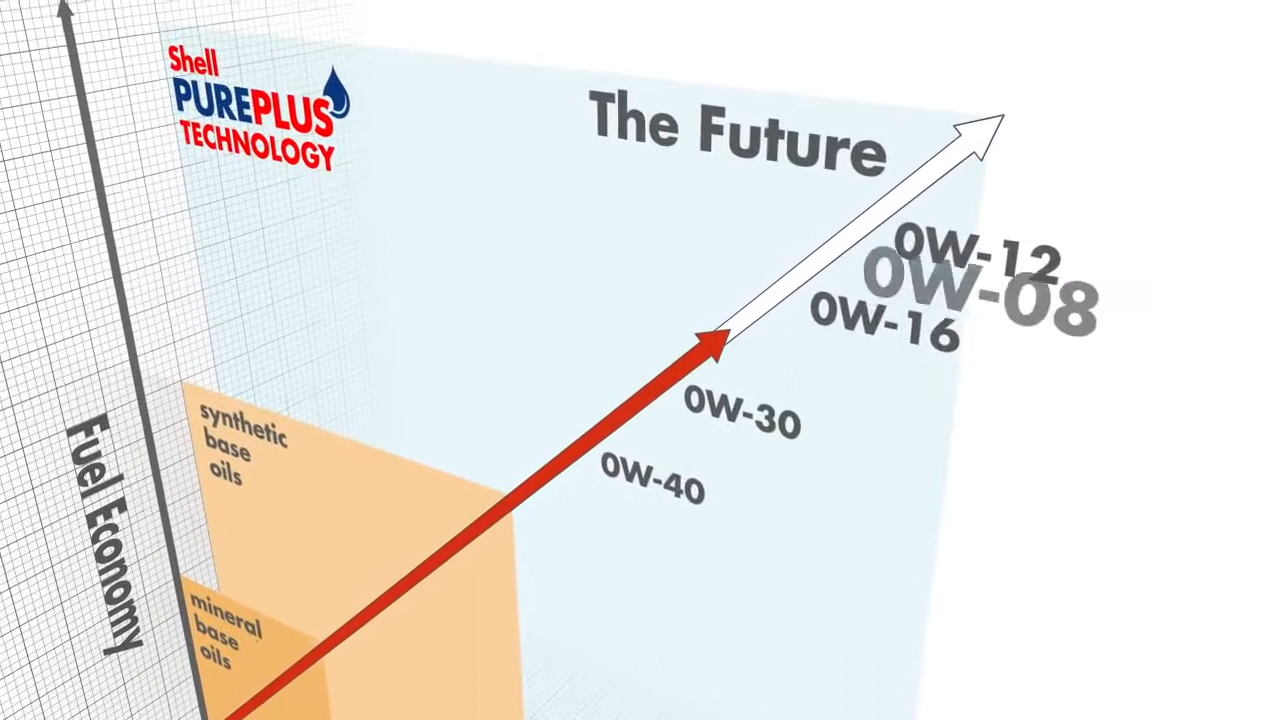 Shell
PUREPLUS
TECHNOLOGY
The Future
0W-12
0W-08
0W-16
0W-30
0W-40
Fuel Economy
synthetic
base
oils
mineral
base
oils